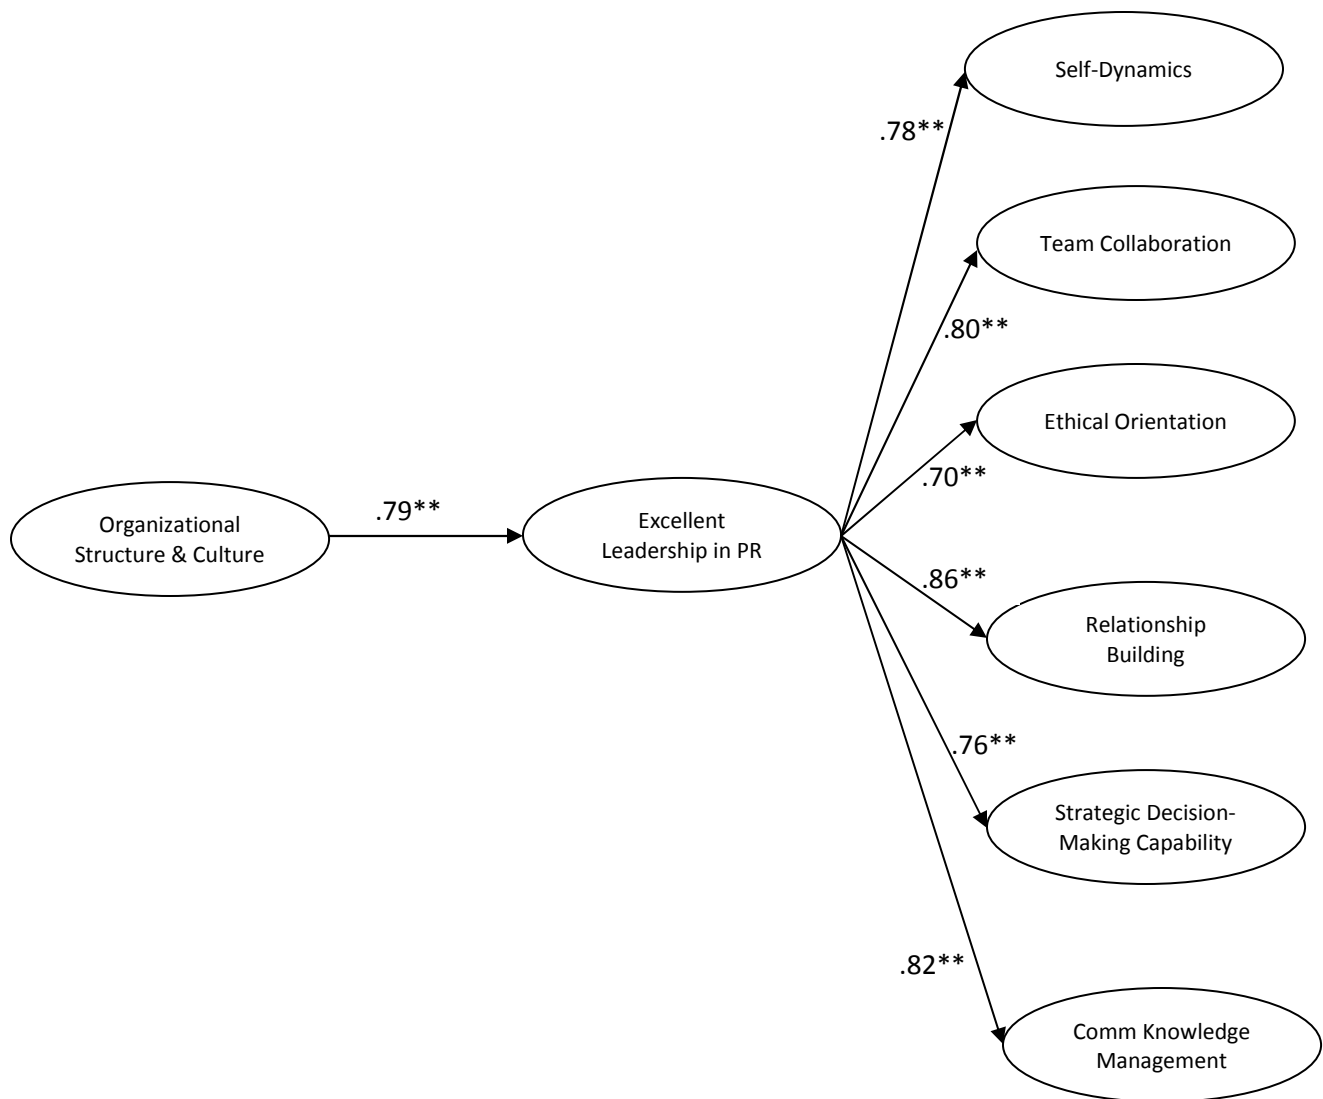 Self-Dynamics
.78**
Team Collaboration
.80**
Ethical Orientation
.70**
Organizational
Structure & Culture
.79**
Excellent
Leadership in PR
.86**
Relationship
Building
.76**
Strategic Decision-
Making Capability
.82**
Comm Knowledge
Management